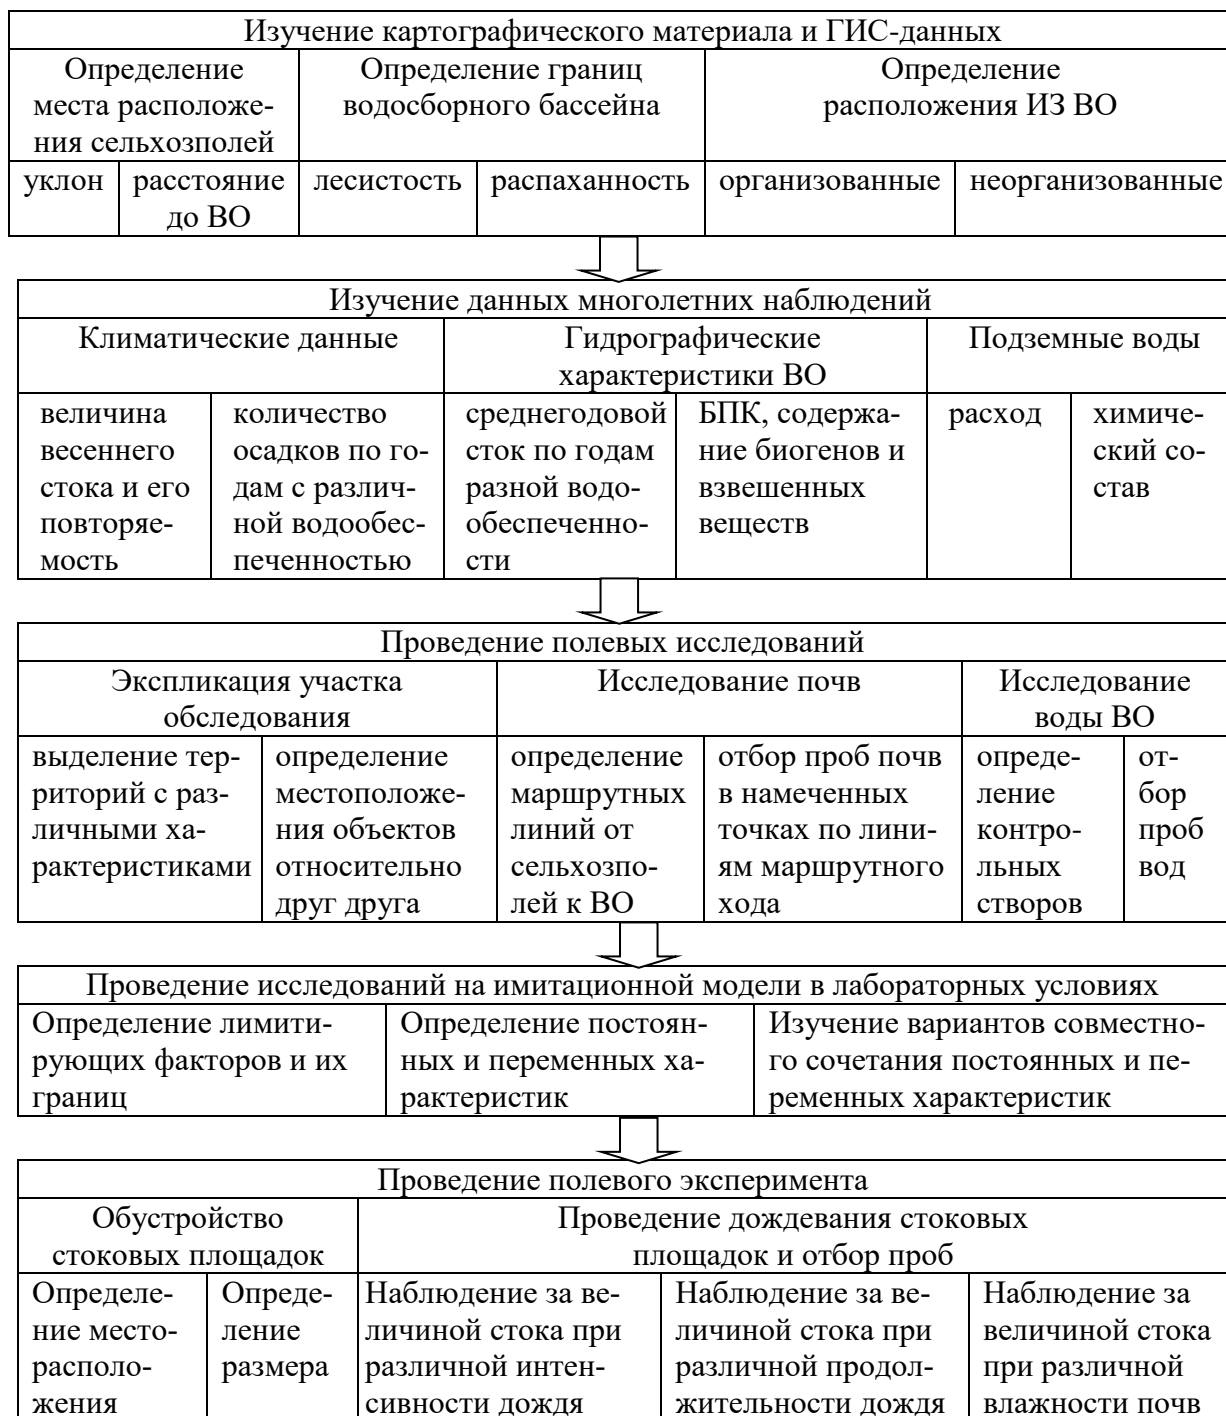 Изучение картографического материала и ГИС-данных
Определение
места расположе-
ния сельхозполей
Определение границ
водосборного бассейна
Определение
расположения ИЗ ВО
уклон
расстояние
до ВО
лесистость
распаханность
организованные
неорганизованные
Изучение данных многолетних наблюдений
Климатические данные
Гидрографические
характеристики ВО
Подземные воды
величина
весеннего
стока и его
повторяе-
мость
количество
осадков по го-
дам с различ-
ной водообес-
печенностью
среднегодовой
сток по годам
разной водо-
обеспеченно-
сти
БПК, содержа-
ние биогенов и
взвешенных
веществ
расход
химиче-
ский со-
став
Проведение полевых исследований
Экспликация участка
обследования
Исследование почв
Исследование
воды ВО
выделение тер-
риторий с раз-
личными ха-
рактеристиками
определение
местоположе-
ния объектов
относительно
друг друга
определение
маршрутных
линий от
сельхозпо-
лей к ВО
отбор проб почв
в намеченных
точках по лини-
ям маршрутного
хода
опреде-
ление
контро-
льных
створов
от-
бор
проб
вод
Проведение исследований на имитационной модели в лабораторных условиях
Определение лимити-
рующих факторов и их
границ
Определение постоян-
ных и переменных ха-
рактеристик
Изучение вариантов совместно-
го сочетания постоянных и пе-
ременных характеристик
Проведение полевого эксперимента
Обустройство
стоковых площадок
Проведение дождевания стоковых
площадок и отбор проб
Определе-
ние место-
располо-
жения
Опреде-
ление
размера
Наблюдение за ве-
личиной стока при
различной интен-
сивности дождя
Наблюдение за ве-
личиной стока при
различной продол-
жительности дождя
Наблюдение за
величиной стока
при различной
влажности почв